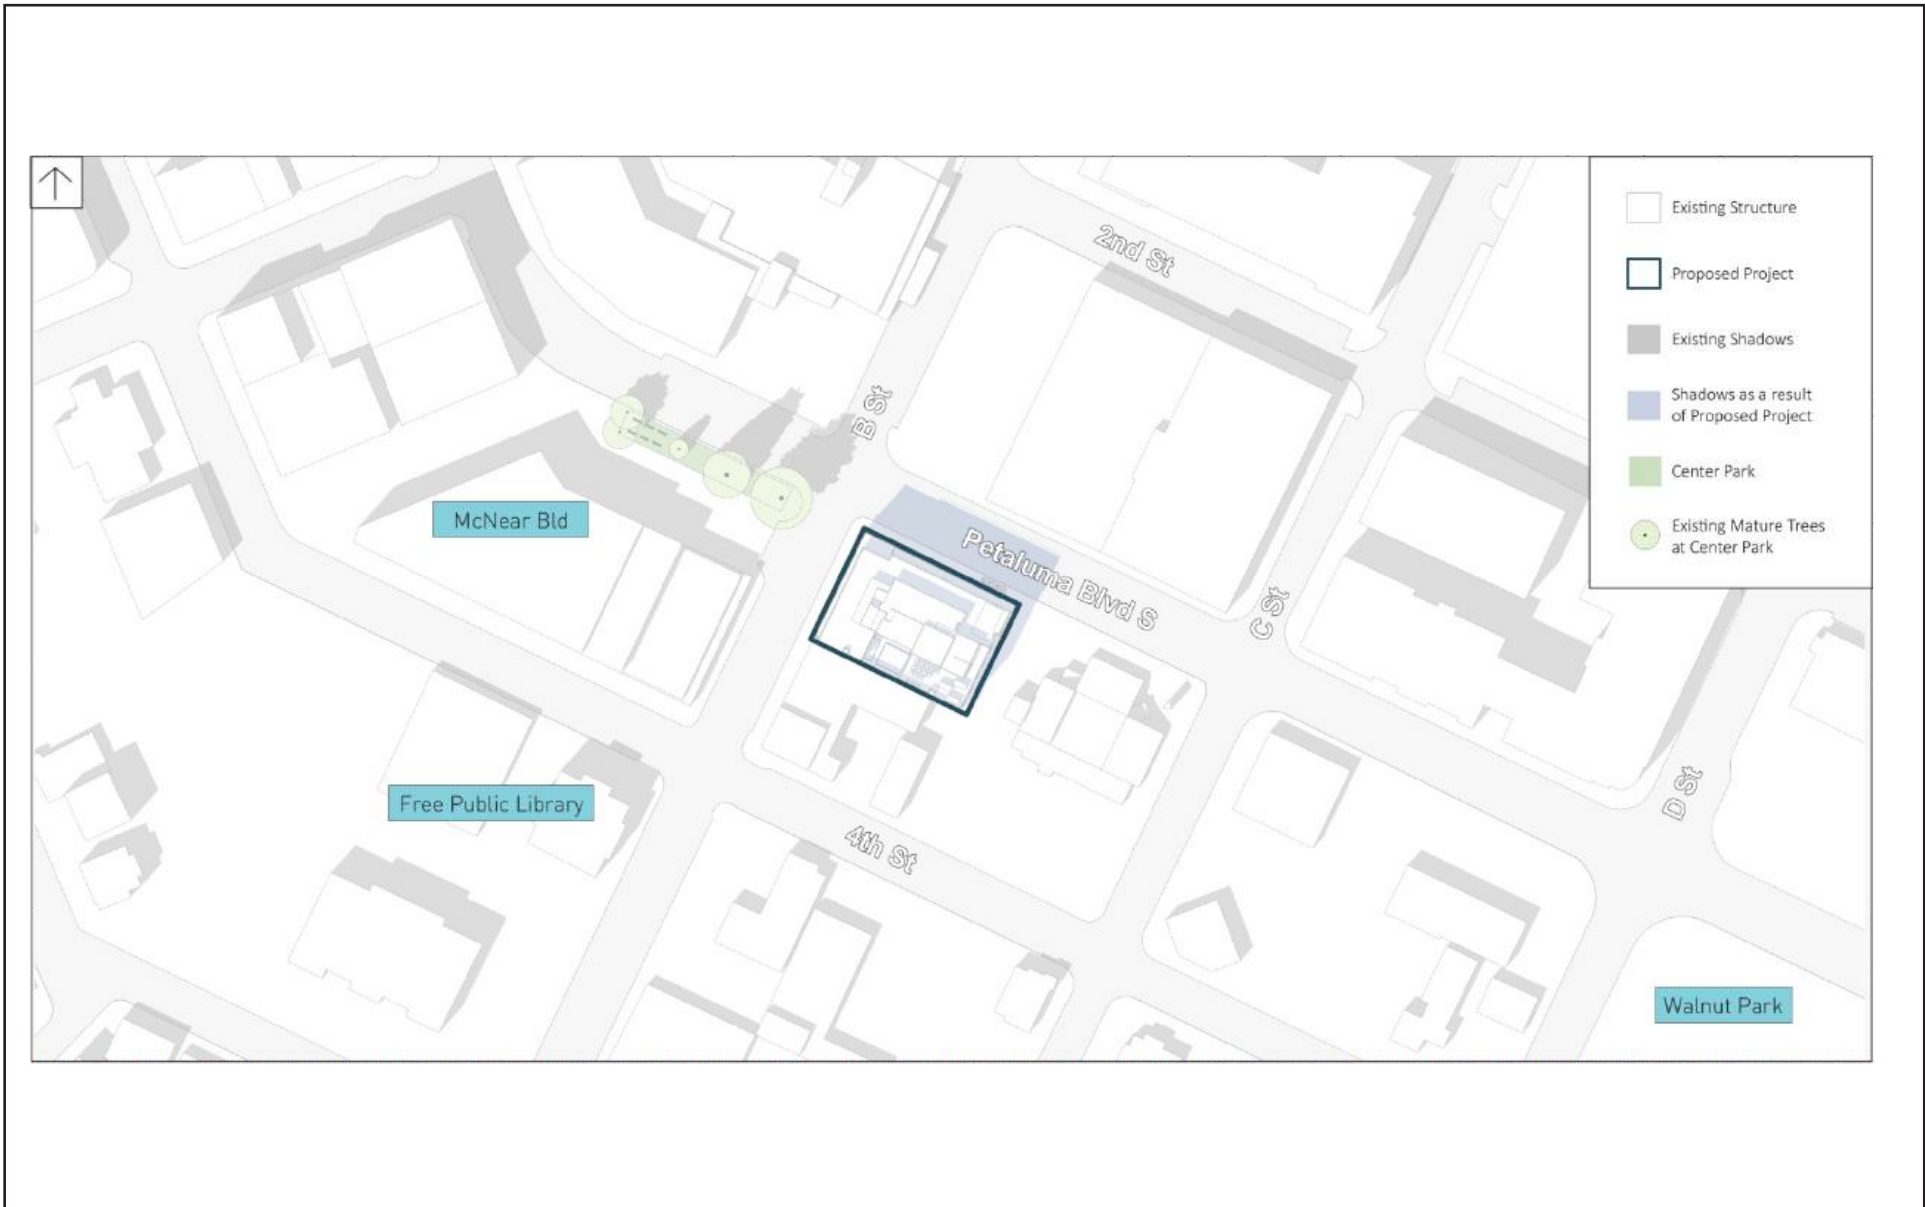 2nd St
B St
McNear Bld
Petaluma Blvd S
C St
Free Public Library
4th St
D St
Walnut Park
Existing Structure
Proposed Project
Existing Shadows
Shadows as a result
of Proposed Project
Center Park
Existing Mature Trees
at Center Park